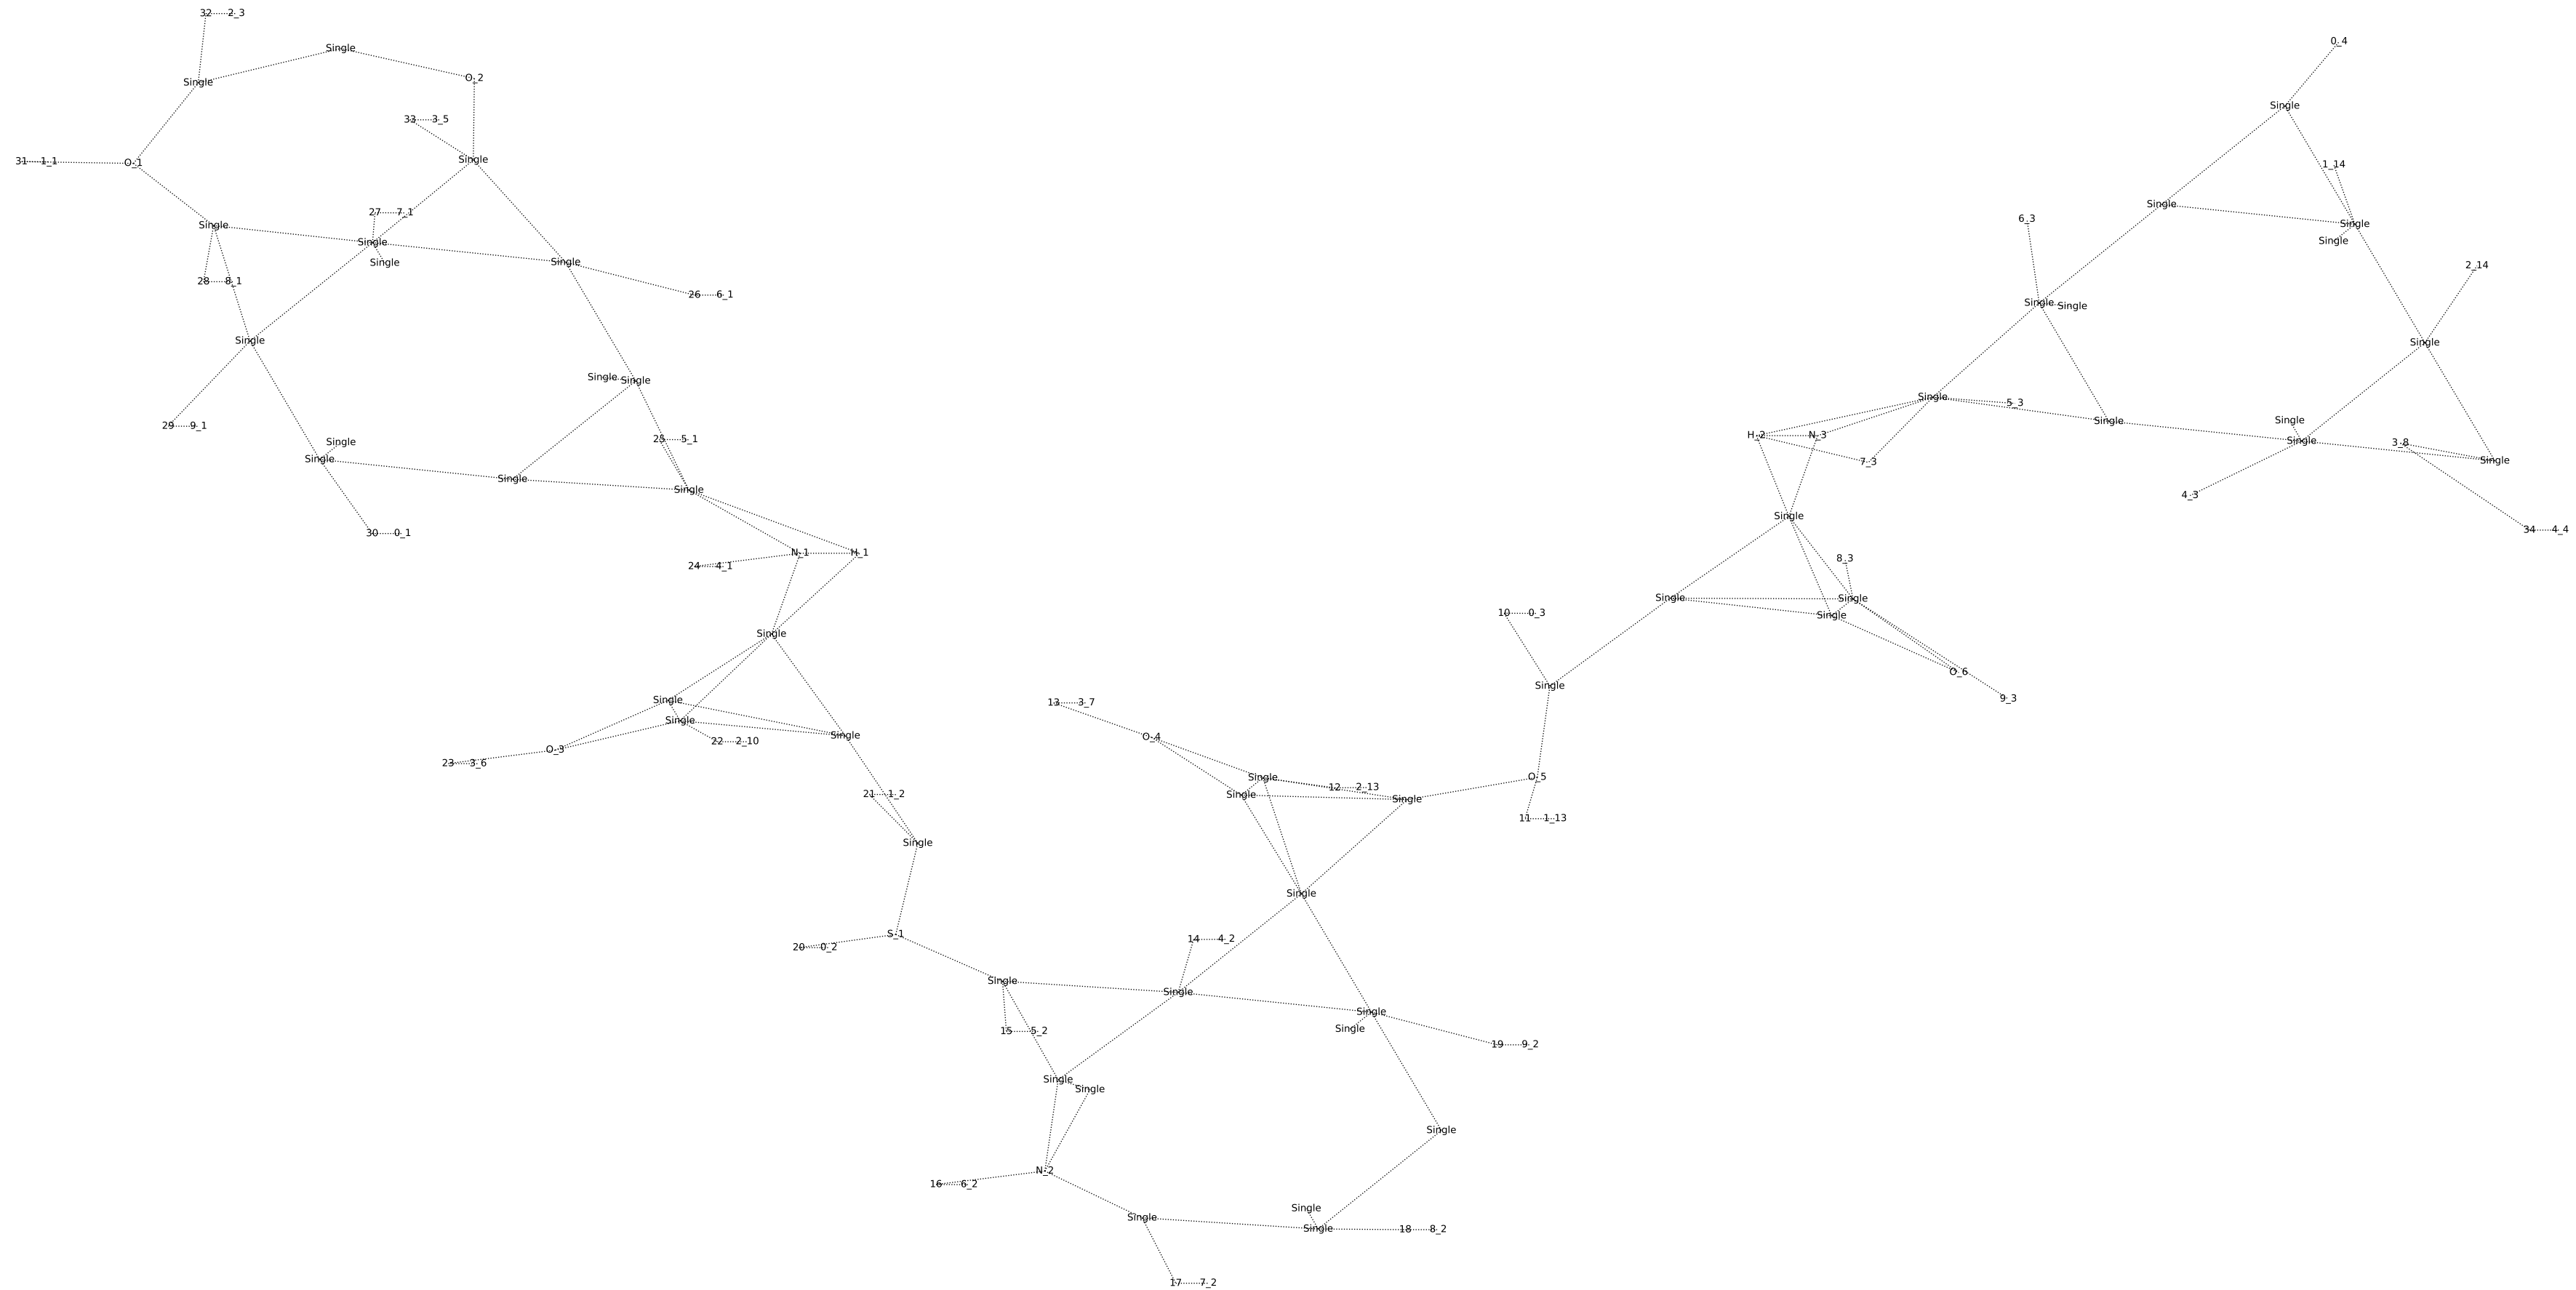 32 2_3
0_4
Single
O_2
Single
Single
33 3_5
Single
31 1_1
O_1
1_14
Single
27 7_1
6_3
Single
Single
Single
Single
Single
Single
2_14
28 8_1
26 6_1
Single
Single
Single
Single
Single
Single
Single
5_3
29 9_1
Single
Single
H_2
N_3
25 5_1
Single
Single
3_8
Single
Single
7_3
Single
Single
4_3
Single
34 4_4
30 0_1
N_1
H_1
8_3
24 4_1
Single
Single
Single
10 0_3
Single
Single
O_6
Single
9_3
Single
13 3_7
Single
O_4
22 2_10
Single
O_3
23 3_6
Single
O_5
12 2_13
21 1_2
Single
Single
11 1_13
Single
Single
S_1
14 4_2
20 0_2
Single
Single
Single
Single
15 5_2
19 9_2
Single
Single
Single
N_2
16 6_2
Single
Single
Single
18 8_2
17 7_2